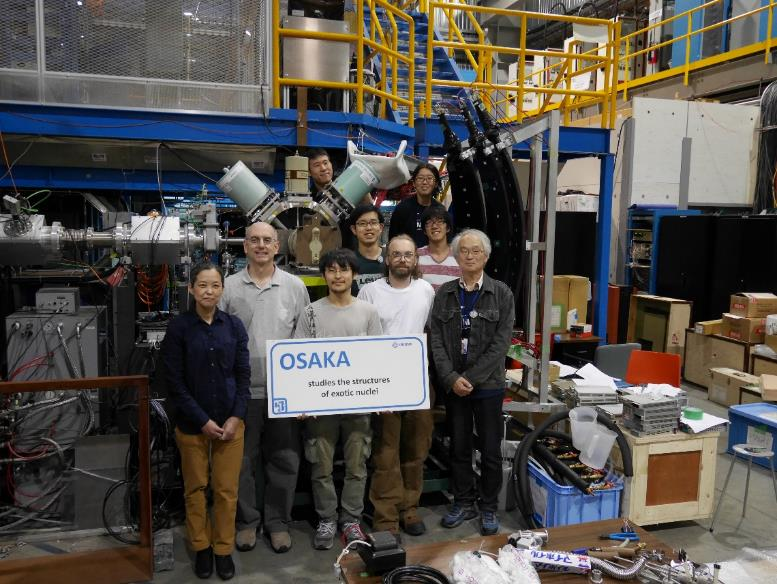 OSAKA
studies the structures
of exotic nuclei